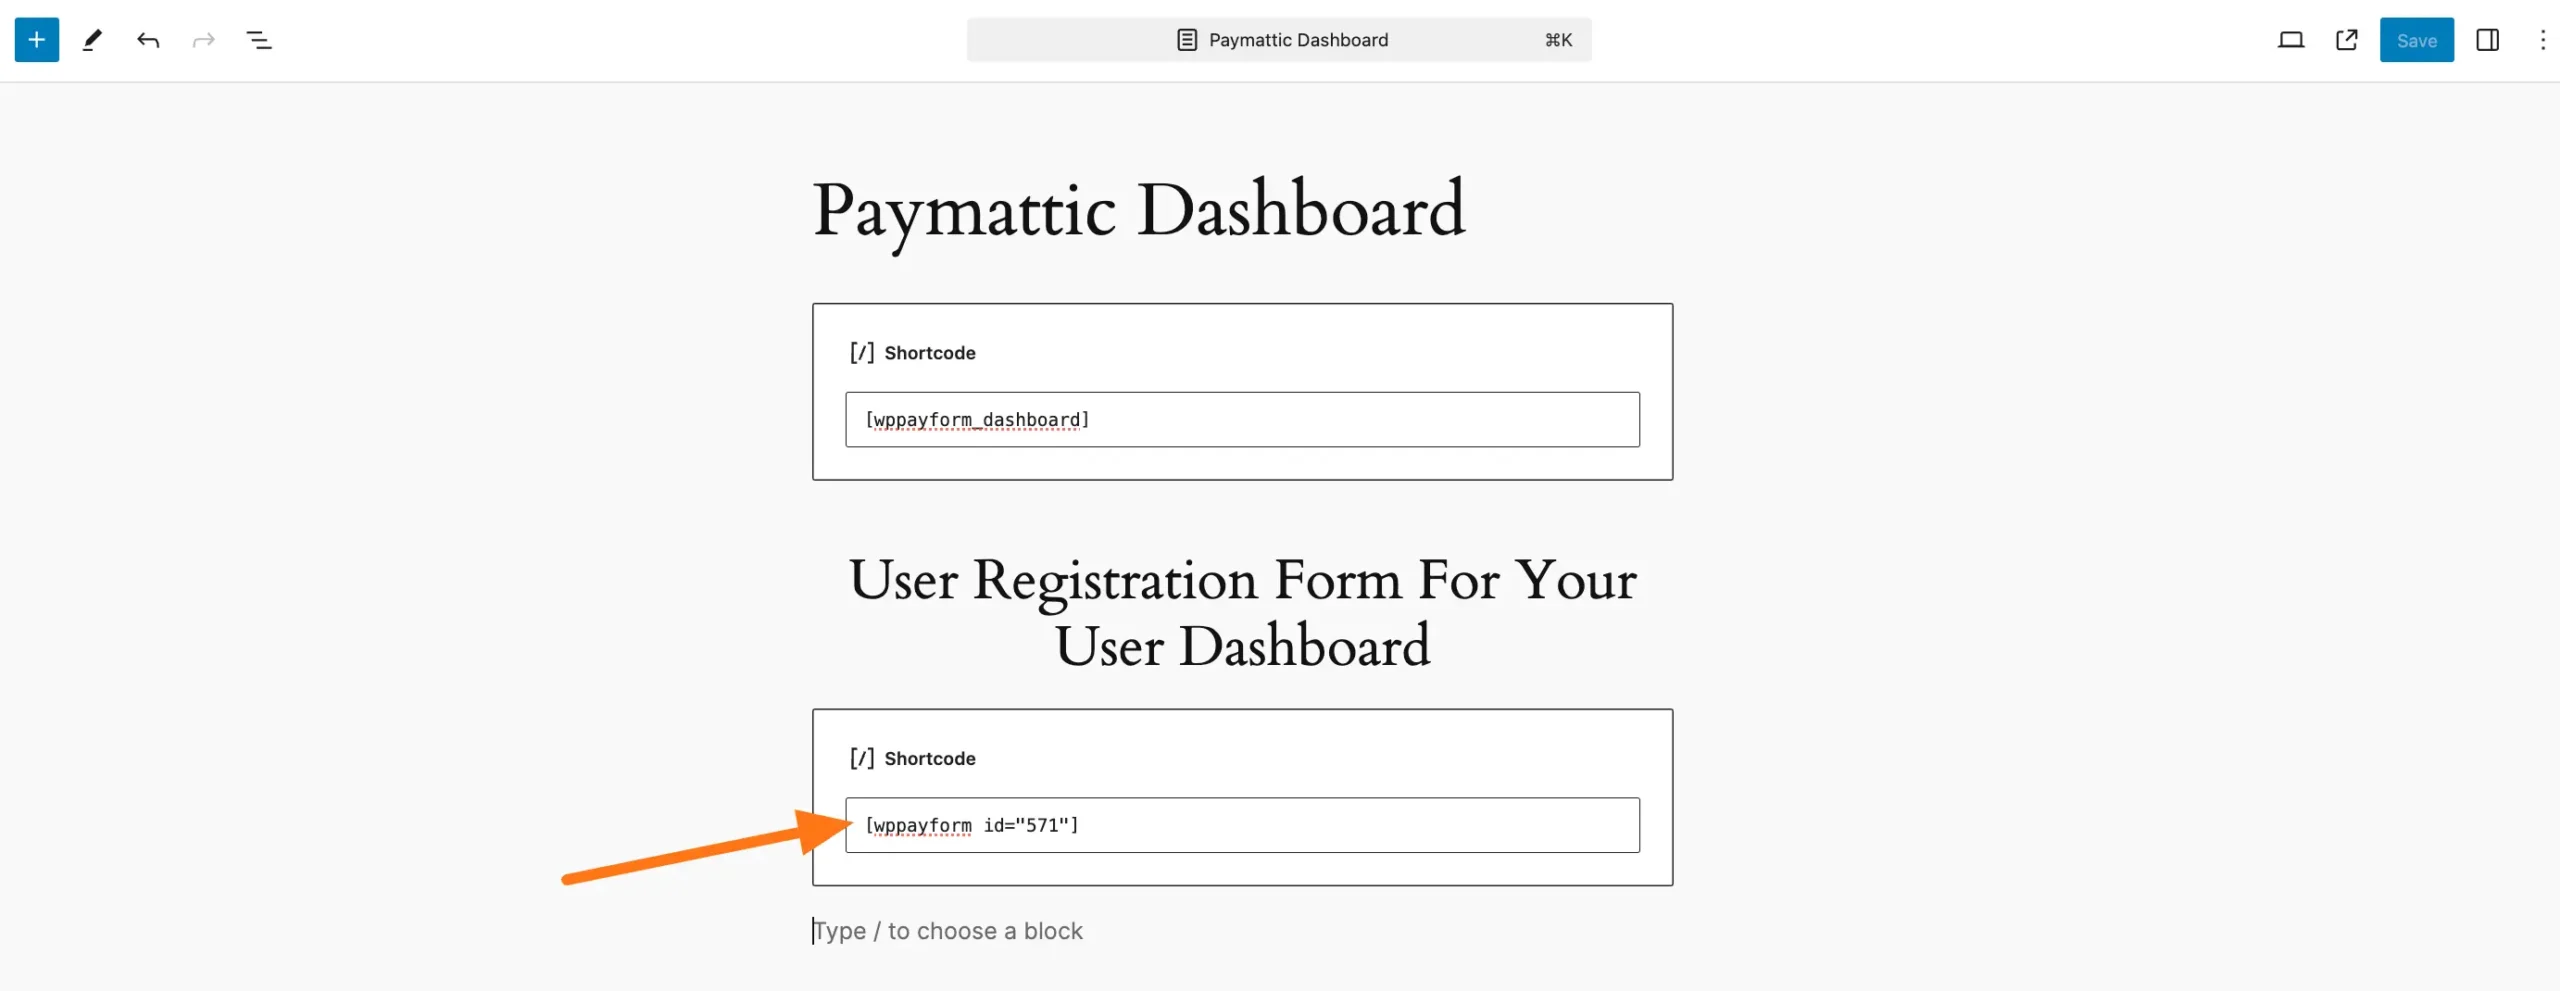 Paymattic Dashboard ⌘K
Save
Paymattic Dashboard
[/] Shortcode
[wppayform_dashboard]
User Registration Form For Your
User Dashboard
[/] Shortcode
[wppayform id="571"]
Type / to choose a block